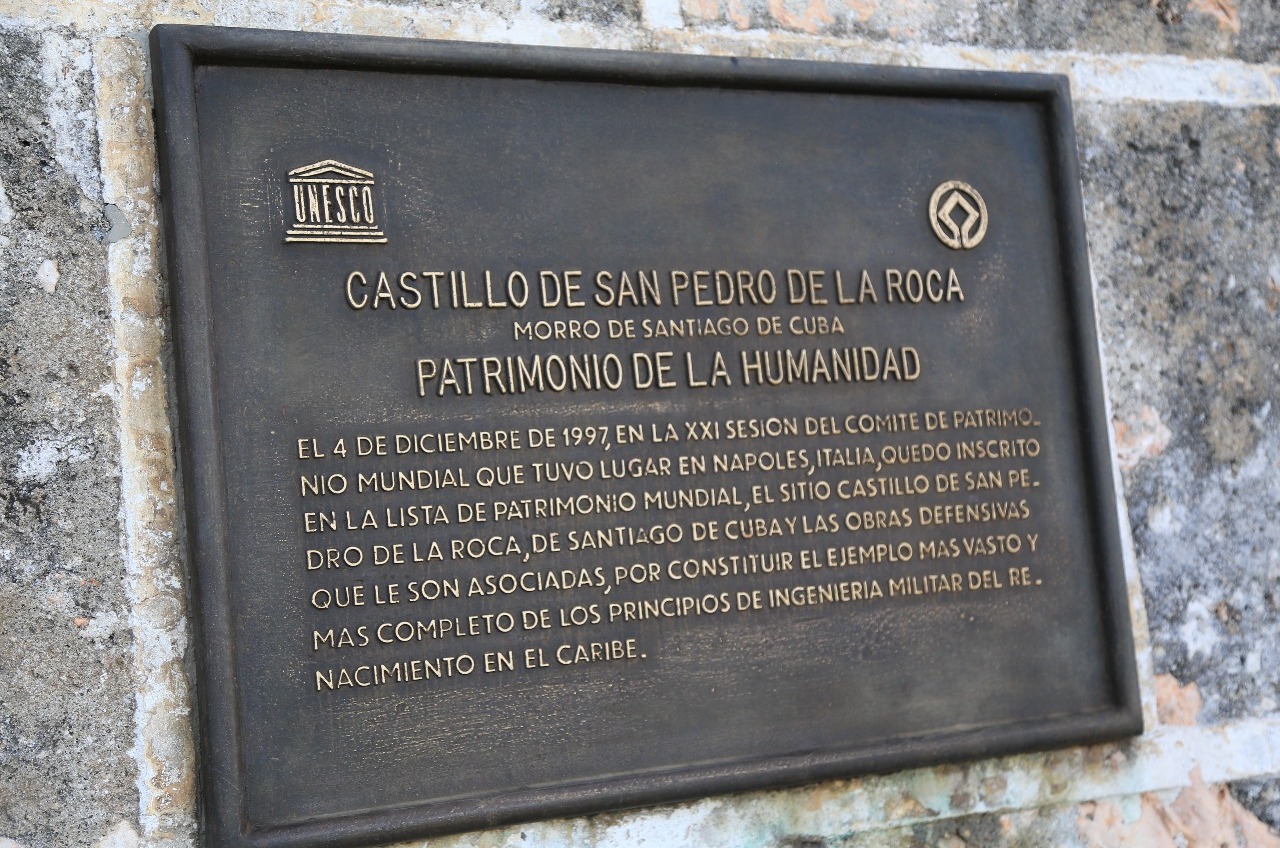 UNESCO
CASTILLO DE SAN PEDRO DE LA ROCA
MORRO DE SANTIAGO DE CUBA
PATRIMONIO DE LA HUMANIDAD
EL 4 DE DICIEMBRE DE 1997, EN LA XXI SESION DEL COMITE DE PATRIMO-
NIO MUNDIAL QUE TUVO LUGAR EN NAPOLES, ITALIA, QUEDO INSCRITO
EN LA LISTA DE PATRIMONIO MUNDIAL, EL SITIO CASTILLO DE SAN PE-
DRO DE LA ROCA, DE SANTIAGO DE CUBA Y LAS OBRAS DEFENSIVAS
QUE LE SON ASOCIADAS, POR CONSTITUIR EL EJEMPLO MAS VASTO Y
MAS COMPLETO DE LOS PRINCIPIOS DE INGENIERIA MILITAR DEL RE-
NACIMIENTO EN EL CARIBE.